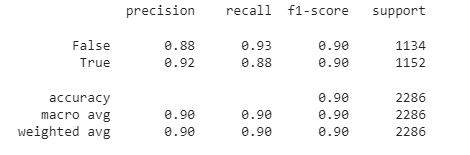 precision recall f1-score support
False 0.88 0.93 0.90 1134
True 0.92 0.88 0.90 1152
accuracy 0.90 2286
macro avg 0.90 0.90 0.90 2286
weighted avg 0.90 0.90 0.90 2286